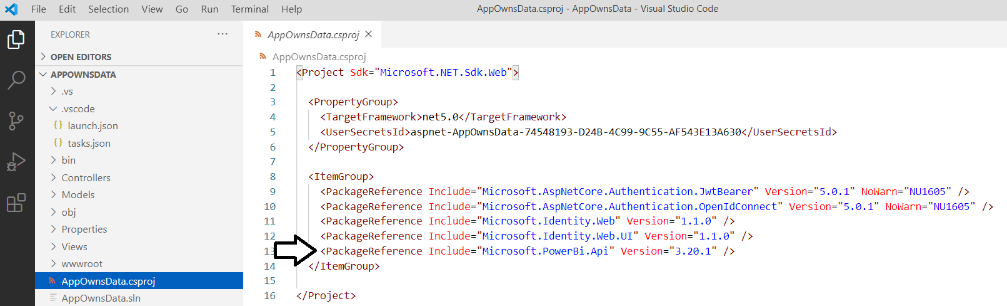 File Edit Selection View Go Run Terminal Help AppOwnsData.csproj - AppOwnsData - Visual Studio Code
EXPLORER ...
OPEN EDITORS
APPOWNSDATA
.vs
.vscode
{} launch.json
{} tasks.json
bin
Controllers
Models
obj
Properties
Views
wwwroot
AppOwnsData.csproj
AppOwnsData.sln
AppOwnsData.csproj
AppOwnsData.csproj
1 <Project Sdk="Microsoft.NET.Sdk.Web">
2
3 <PropertyGroup>
4 <TargetFramework>net5.0</TargetFramework>
5 <UserSecretsId>aspnet-AppOwnsData-74548193-D24B-4C99-9C55-AF543E13A630</UserSecretsId>
6 </PropertyGroup>
7
8 <ItemGroup>
9 <PackageReference Include="Microsoft.AspNetCore.Authentication.JwtBearer" Version="5.0.1" NoWarn="NU1605" />
10 <PackageReference Include="Microsoft.AspNetCore.Authentication.OpenIdConnect" Version="5.0.1" NoWarn="NU1605" />
11 <PackageReference Include="Microsoft.Identity.Web" Version="1.1.0" />
12 <PackageReference Include="Microsoft.Identity.Web.UI" Version="1.1.0" />
13 <PackageReference Include="Microsoft.PowerBi.Api" Version="3.20.1" />
14 </ItemGroup>
15
16 </Project>